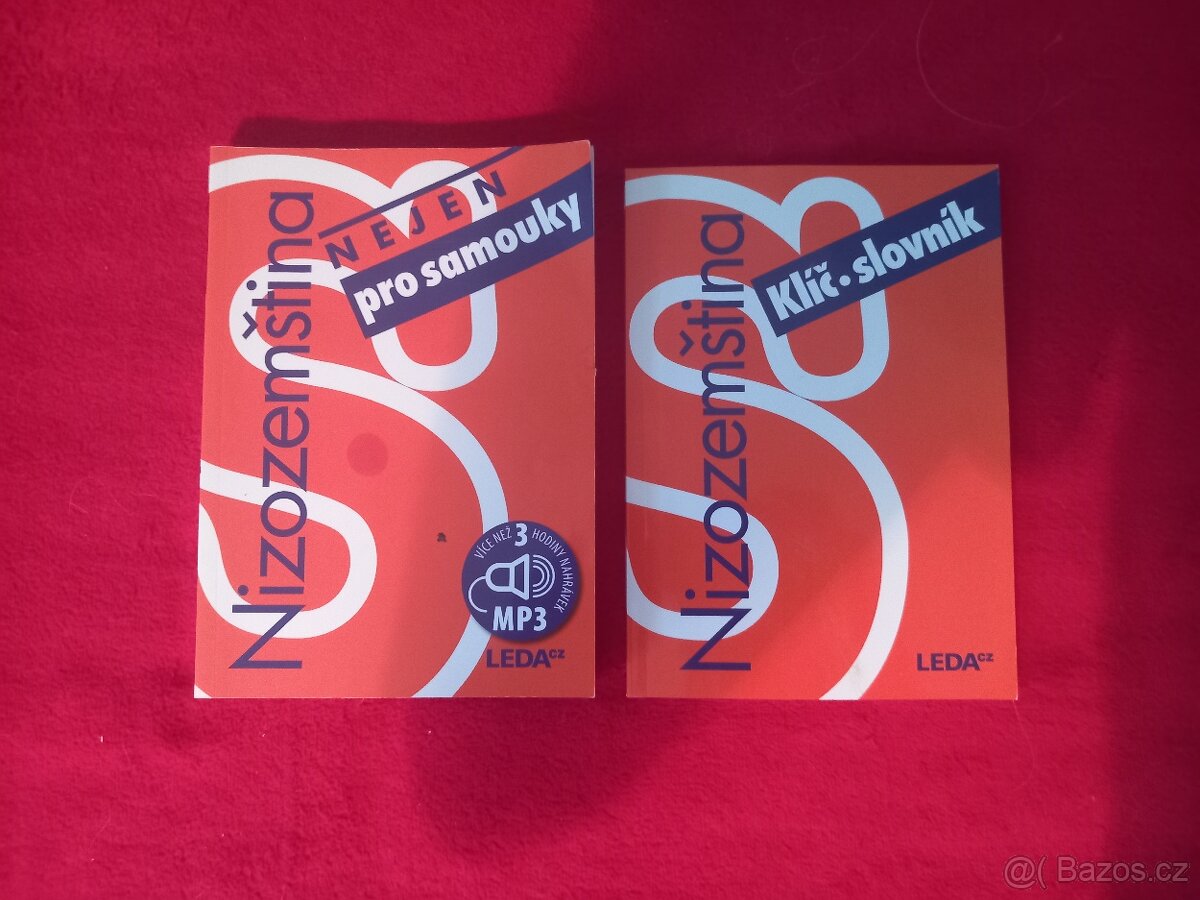 Nizozemština
NEJEN
pro samouky
VÍCE NEŽ 3 HODINY NAHRÁVEK
MP3
LEDAcz
Nizozemština
Klíč • slovník
LEDAcz
@( Bazos.cz